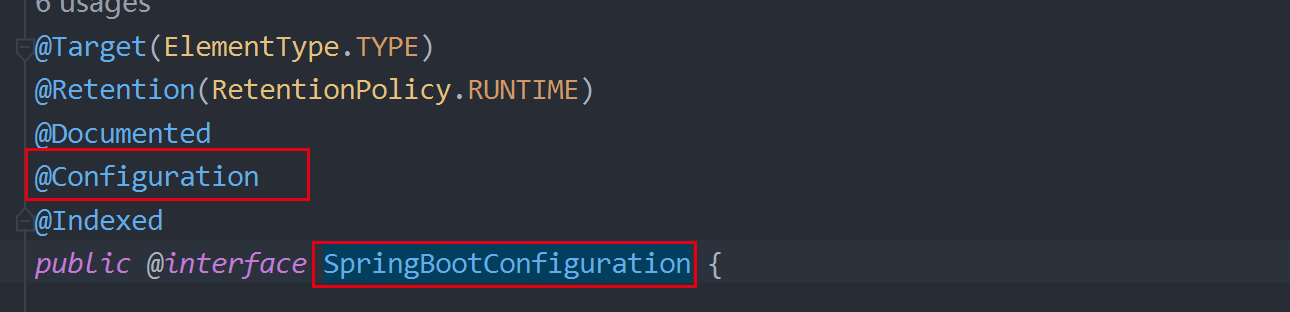 6 usages
@Target(ElementType.TYPE)
@Retention(RetentionPolicy.RUNTIME)
@Documented
@Configuration
@Indexed
public @interface SpringBootConfiguration {